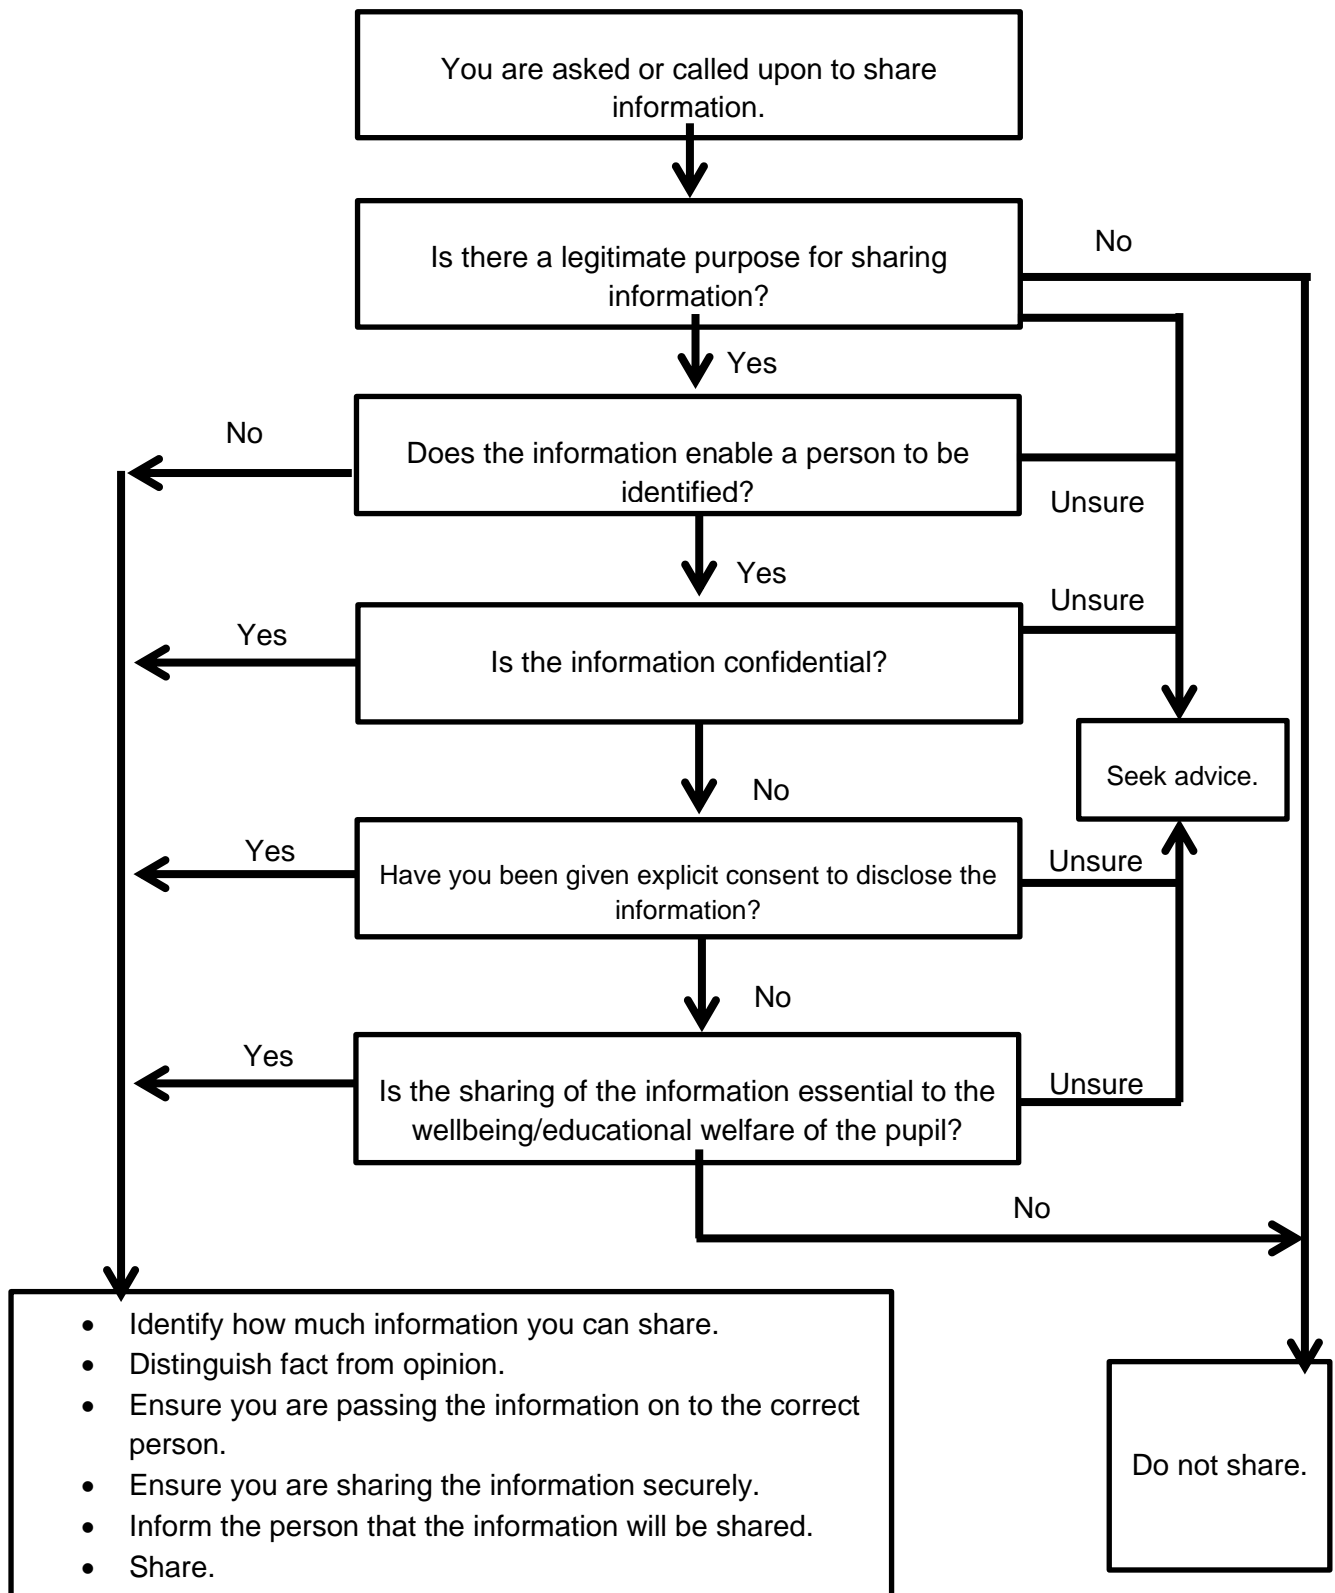 You are asked or called upon to share
information.
No
Is there a legitimate purpose for sharing
information?
Yes
No
Does the information enable a person to be
identified?
Unsure
Yes
Unsure
Yes
Is the information confidential?
Seek advice.
No
Yes
Have you been given explicit consent to disclose the
information?
Unsure
No
Yes
Is the sharing of the information essential to the
wellbeing/educational welfare of the pupil?
Unsure
No
• Identify how much information you can share.
• Distinguish fact from opinion.
• Ensure you are passing the information on to the correct
person.
• Ensure you are sharing the information securely.
• Inform the person that the information will be shared.
• Share.
Do not share.